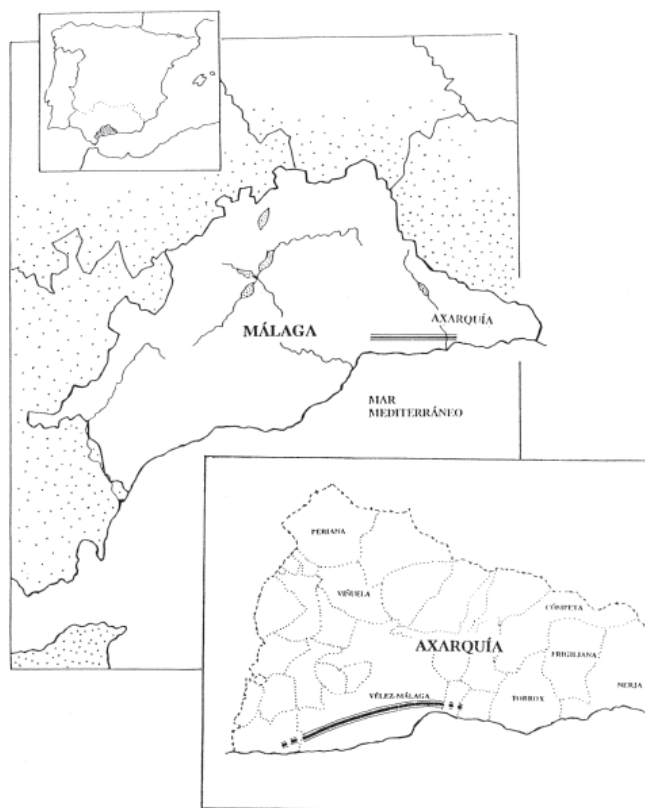 AXARQUÍA
MÁLAGA
MAR
MEDITERRÁNEO
PERIANA
VIÑUELA
CÓMPETA
AXARQUÍA
FRIGILIANA
NERJA
VÉLEZ-MÁLAGA
TORROX